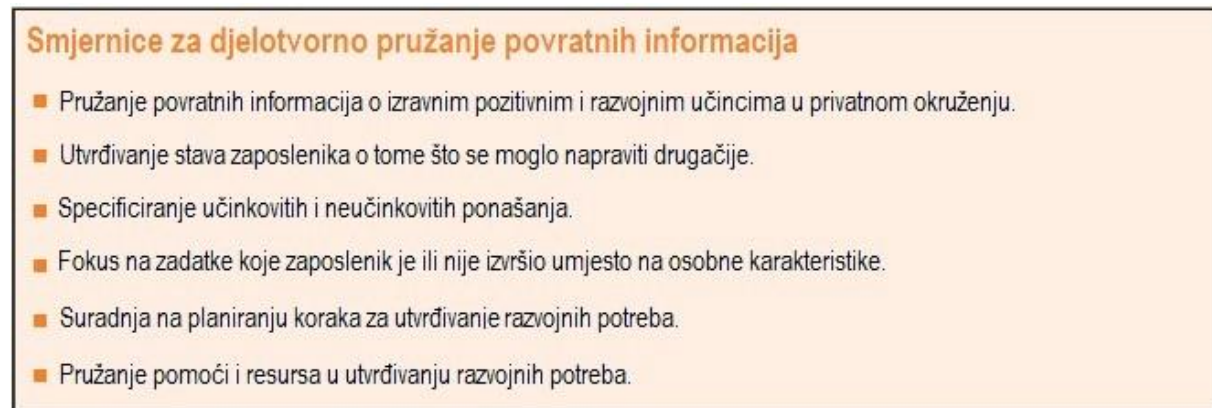 Smjernice za djelotvorno pružanje povratnih informacija
Pružanje povratnih informacija o izravnim pozitivnim i razvojnim učincima u privatnom okruženju.
Utvrđivanje stava zaposlenika o tome što se moglo napraviti drugačije.
Specificiranje učinkovitih i neučinkovitih ponašanja.
Fokus na zadatke koje zaposlenik je ili nije izvršio umjesto na osobne karakteristike.
Suradnja na planiranju koraka za utvrđivanje razvojnih potreba.
Pružanje pomoći i resursa u utvrđivanju razvojnih potreba.